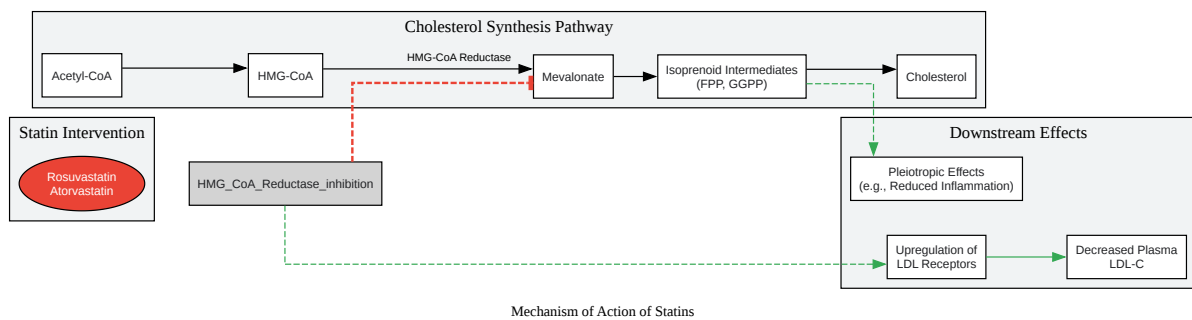 Cholesterol Synthesis Pathway
Acetyl-CoA
HMG-CoA
HMG-CoA Reductase
Mevalonate
Isoprenoid Intermediates
(FPP, GGPP)
Cholesterol
Statin Intervention
Rosuvastatin
Atorvastatin
HMG_CoA_Reductase_inhibition
Downstream Effects
Pleiotropic Effects
(e.g., Reduced Inflammation)
Upregulation of
LDL Receptors
Decreased Plasma
LDL-C
Mechanism of Action of Statins